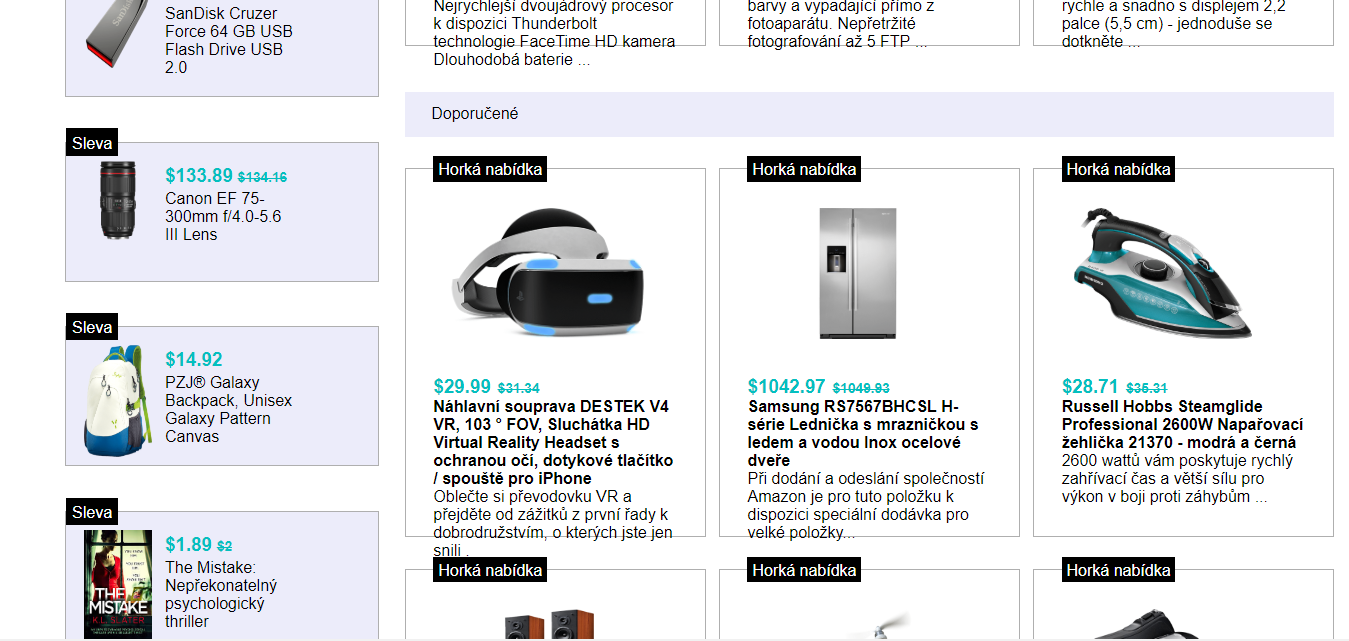 SanDisk Cruzer
Force 64 GB USB
Flash Drive USB
2.0
Sleva
$133.89 $134.16
Canon EF 75-
300mm f/4.0-5.6
III Lens
Sleva
$14.92
PZJ® Galaxy
Backpack, Unisex
Galaxy Pattern
Canvas
Sleva
$1.89 $2
The Mistake:
Nepřekonatelný
psychologický
thriller
THE
MISTAKE
K.L. SLATER
Nejrychlejší dvoujádrový procesor
k dispozici Thunderbolt
technologie FaceTime HD kamera
Dlouhodobá baterie ...
barvy a vypadající přímo z
fotoaparátu. Nepřetržité
fotografování až 5 FTP ...
rychle a snadno s displejem 2,2
palce (5,5 cm) - jednoduše se
dotkněte ...
Doporučené
Horká nabídka
$29.99 $31.34
Náhlavní souprava DESTEK V4
VR, 103 ° FOV, Sluchátka HD
Virtual Reality Headset s
ochranou očí, dotykové tlačítko
/ spouště pro iPhone
Oblečte si převodovku VR a
přejděte od zážitků z první řady k
dobrodružstvím, o kterých jste jen
snili .
Horká nabídka
$1042.97 $1049.93
Samsung RS7567BHCSL H-
série Lednička s mrazničkou s
ledem a vodou Inox ocelové
dveře
Při dodání a odeslání společností
Amazon je pro tuto položku k
dispozici speciální dodávka pro
velké položky...
Horká nabídka
$28.71 $35.31
Russell Hobbs Steamglide
Professional 2600W Napařovací
žehlička 21370 - modrá a černá
2600 wattů vám poskytuje rychlý
zahřívací čas a větší sílu pro
výkon v boji proti záhybům ...
Horká nabídka
Horká nabídka
Horká nabídka